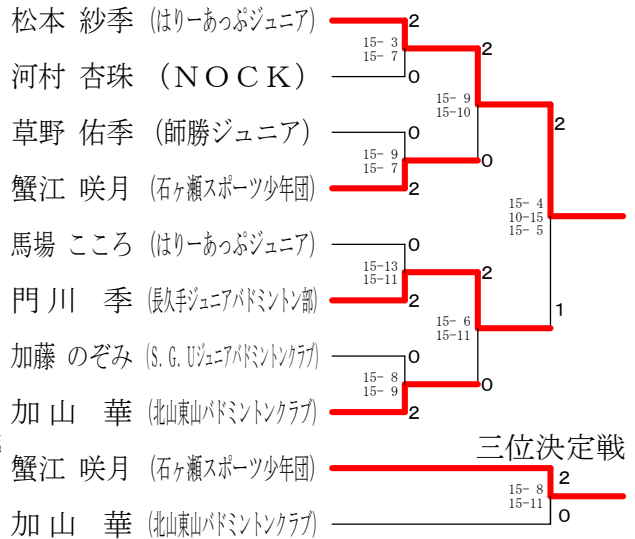 松本 紗季 (はりーあっぷジュニア) 2
15- 3 2
15- 7
河村 杏珠 (NOCK) 0
15- 9
15-10 2
草野 佑季 (師勝ジュニア) 0
15- 9 0
15- 7
蟹江 咲月 (石ヶ瀬スポーツ少年団) 2
15- 4
10-15
15- 5
馬場 こころ (はりーあっぷジュニア) 0
15-13 2
15-11
門川 季 (長久手ジュニアバドミントン部) 2
15- 6 1
15-11
加藤 のぞみ (S.G.Uジュニアバドミントンクラブ) 0
15- 8 0
15- 9
加山 華 (北山東山バドミントンクラブ) 2
三位決定戦
蟹江 咲月 (石ヶ瀬スポーツ少年団) 2
15- 8
15-11
加山 華 (北山東山バドミントンクラブ) 0